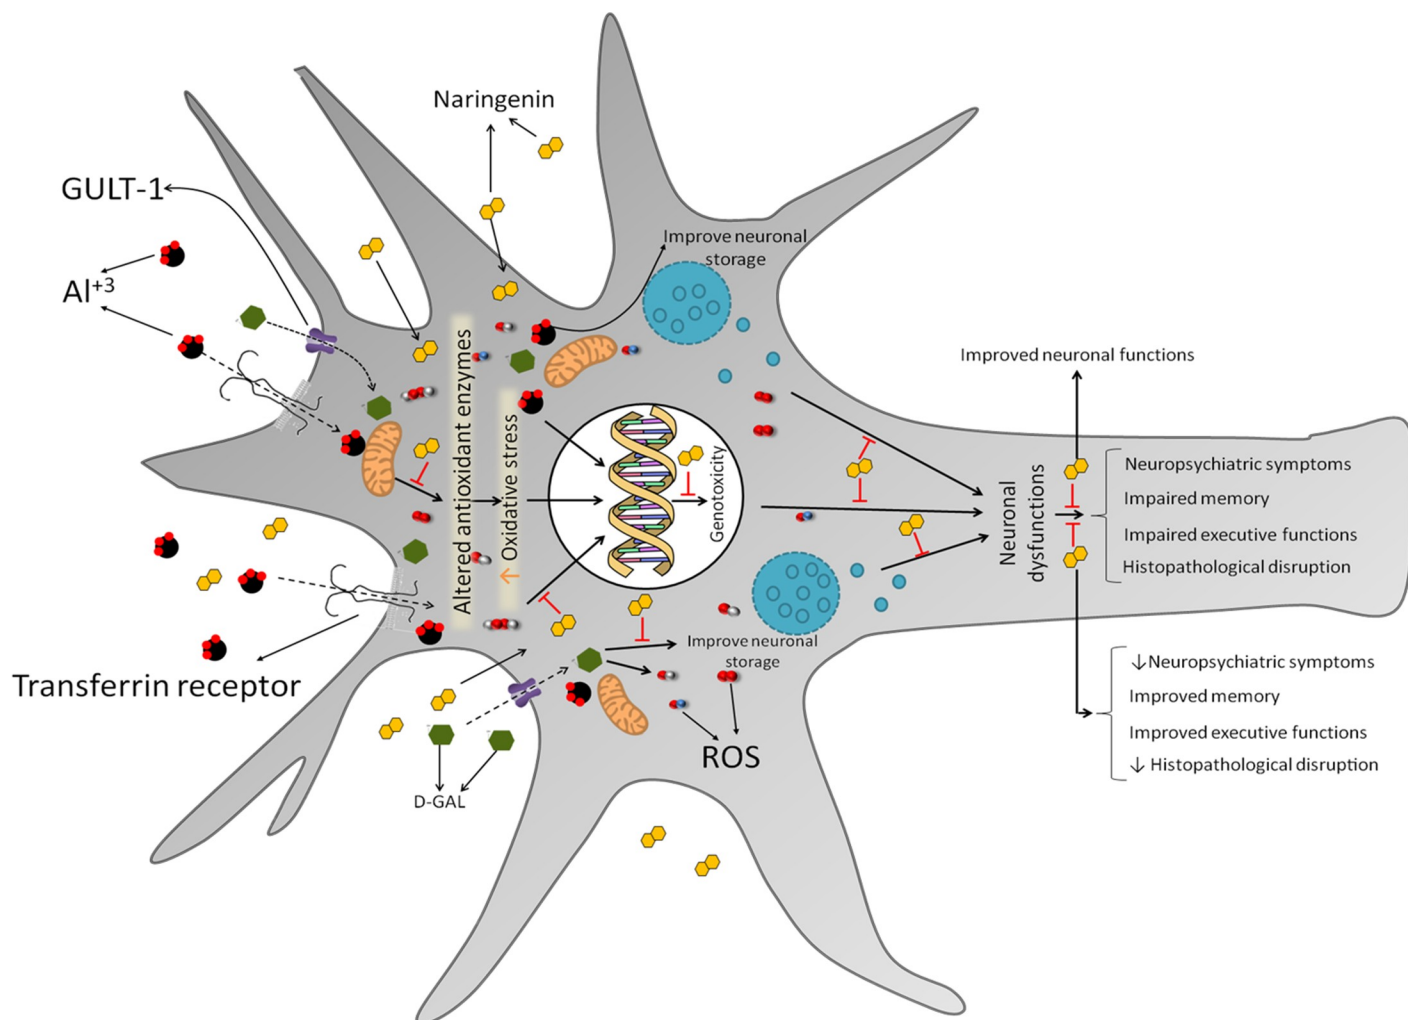 Naringenin
GULT-1
Al+3
Improve neuronal
storage
Altered antioxidant enzymes
Oxidative stress
Genotoxicity
Improved neuronal functions
Neuronal
dysfunctions
Neuropsychiatric symptoms
Impaired memory
Impaired executive functions
Histopathological disruption
Transferrin receptor
Improve neuronal
storage
ROS
D-GAL
↓Neuropsychiatric symptoms
Improved memory
Improved executive functions
↓ Histopathological disruption